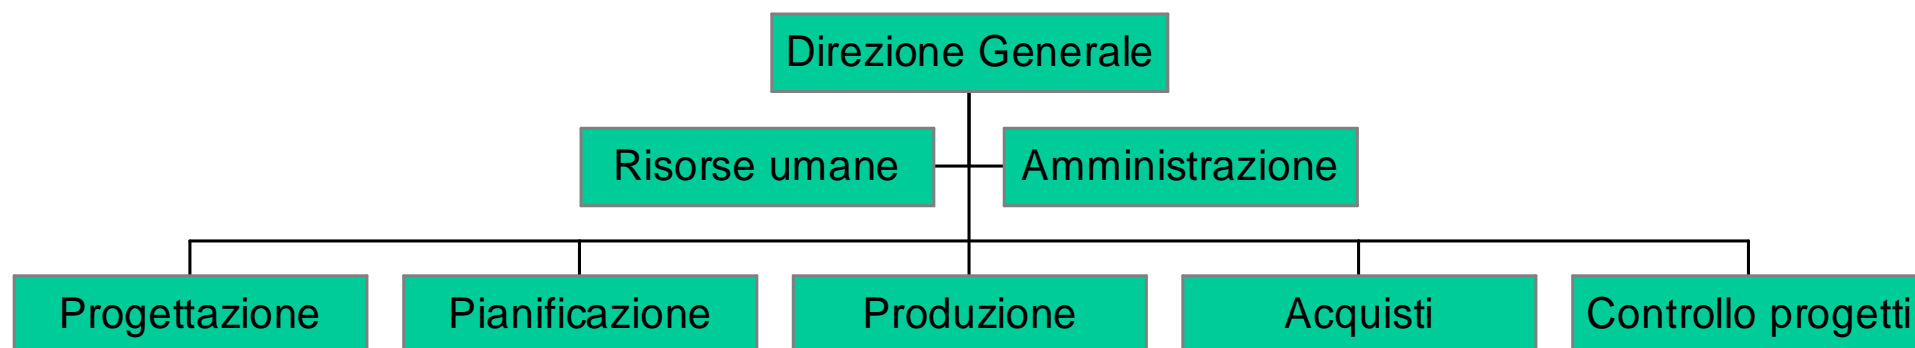 Direzione Generale
Risorse umane
Amministrazione
Progettazione
Pianificazione
Produzione
Acquisti
Controllo progetti